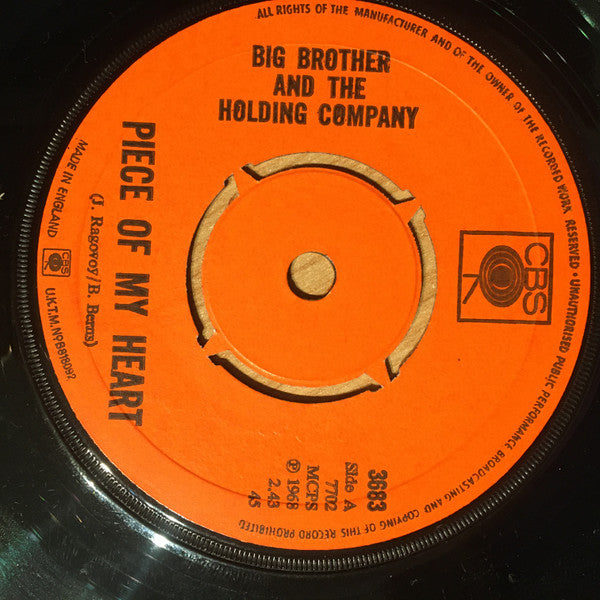 ALL RIGHTS OF THE MANUFACTURER AND OF THE OWNER OF THE RECORDED WORK RESERVED · UNAUTHORISED PUBLIC PERFORMANCE BROADCASTING AND COPYING OF THIS RECORD PROHIBITED
BIG BROTHER
AND THE
HOLDING COMPANY
PIECE OF MY HEART
(J. Ragovoy/B. Berns)
MADE IN ENGLAND
CBS
U.K.T.M. No 8818092
CBS
3683
Side A
7702
MCPS
℗ 1968
2.43
45